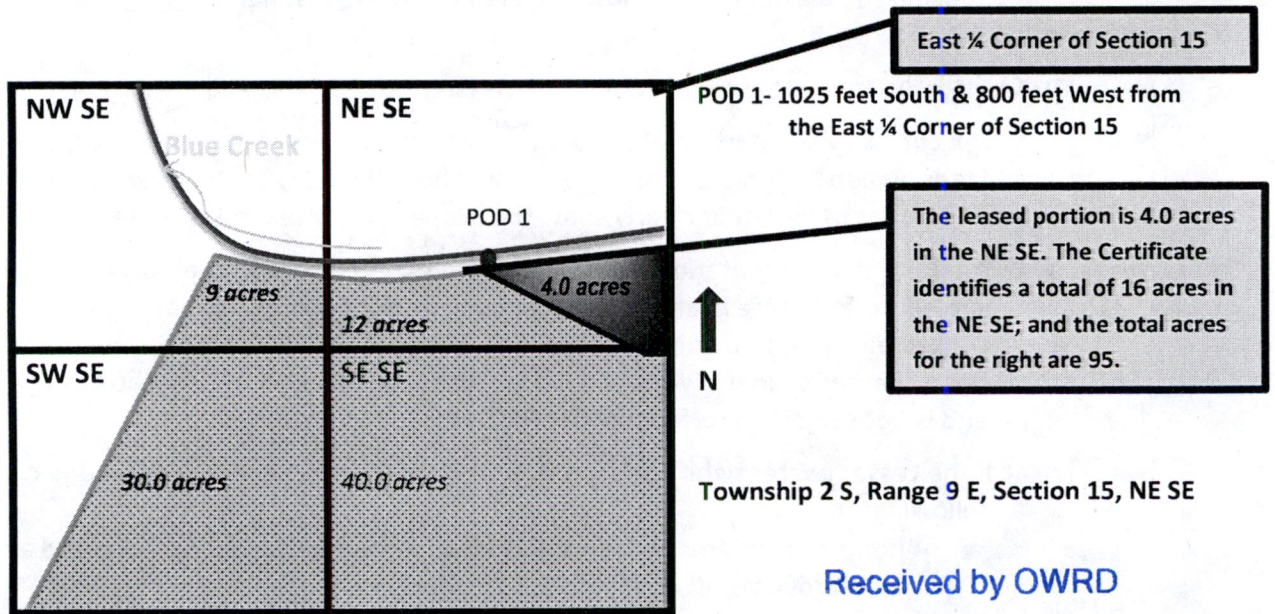 East ¼ Corner of Section 15
NW SE
NE SE
POD 1- 1025 feet South & 800 feet West from
the East ¼ Corner of Section 15
Blue Creek
POD 1
The leased portion is 4.0 acres
in the NE SE. The Certificate
identifies a total of 16 acres in
the NE SE; and the total acres
for the right are 95.
9 acres
4.0 acres
12 acres
SW SE
SE SE
N
30.0 acres
40.0 acres
Township 2 S, Range 9 E, Section 15, NE SE
Received by OWRD